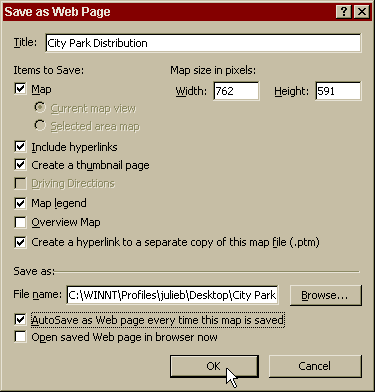 Save as Web Page
Title: City Park Distribution
Items to Save: Map size in pixels:
Map Width: 762 Height: 591
Current map view
Selected area map
Include hyperlinks
Create a thumbnail page
Driving Directions
Map legend
Overview Map
Create a hyperlink to a separate copy of this map file (.ptm)
Save as:
File name: C:\WINNT\Profiles\julieb\Desktop\City Park Browse...
AutoSave as Web page every time this map is saved
Open saved Web page in browser now
OK Cancel